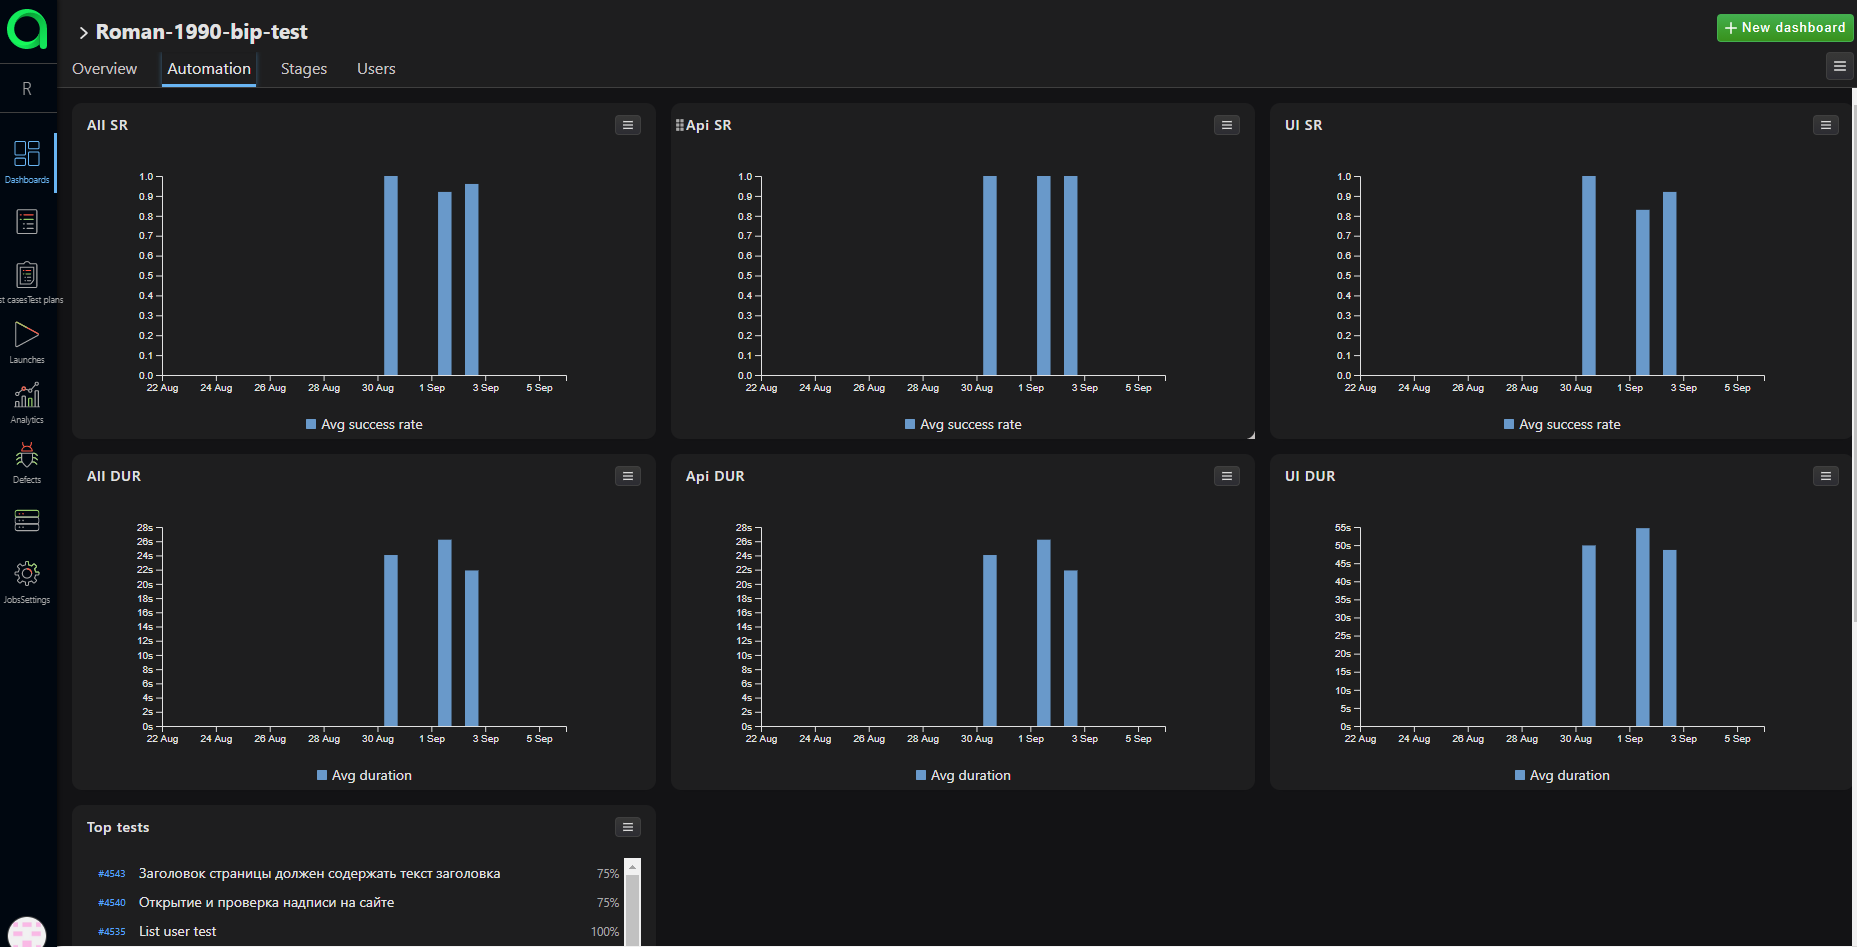 Roman-1990-bip-test
New dashboard
Overview
Automation
Stages
Users
R
Dashboards
st casesTest plans
Launches
Analytics
Defects
JobsSettings
All SR
1.0
0.9
0.8
0.7
0.6
0.5
0.4
0.3
0.2
0.1
0.0
22 Aug 24 Aug 26 Aug 28 Aug 30 Aug 1 Sep 3 Sep 5 Sep
Avg success rate
Api SR
1.0
0.9
0.8
0.7
0.6
0.5
0.4
0.3
0.2
0.1
0.0
22 Aug 24 Aug 26 Aug 28 Aug 30 Aug 1 Sep 3 Sep 5 Sep
Avg success rate
UI SR
1.0
0.9
0.8
0.7
0.6
0.5
0.4
0.3
0.2
0.1
0.0
22 Aug 24 Aug 26 Aug 28 Aug 30 Aug 1 Sep 3 Sep 5 Sep
Avg success rate
All DUR
28s
26s
24s
22s
20s
18s
16s
14s
12s
10s
8s
6s
4s
2s
0s
22 Aug 24 Aug 26 Aug 28 Aug 30 Aug 1 Sep 3 Sep 5 Sep
Avg duration
Api DUR
28s
26s
24s
22s
20s
18s
16s
14s
12s
10s
8s
6s
4s
2s
0s
22 Aug 24 Aug 26 Aug 28 Aug 30 Aug 1 Sep 3 Sep 5 Sep
Avg duration
UI DUR
55s
50s
45s
40s
35s
30s
25s
20s
15s
10s
5s
0s
22 Aug 24 Aug 26 Aug 28 Aug 30 Aug 1 Sep 3 Sep 5 Sep
Avg duration
Top tests
#4543 Заголовок страницы должен содержать текст заголовка 75%
#4540 Открытие и проверка надписи на сайте 75%
#4535 List user test 100%